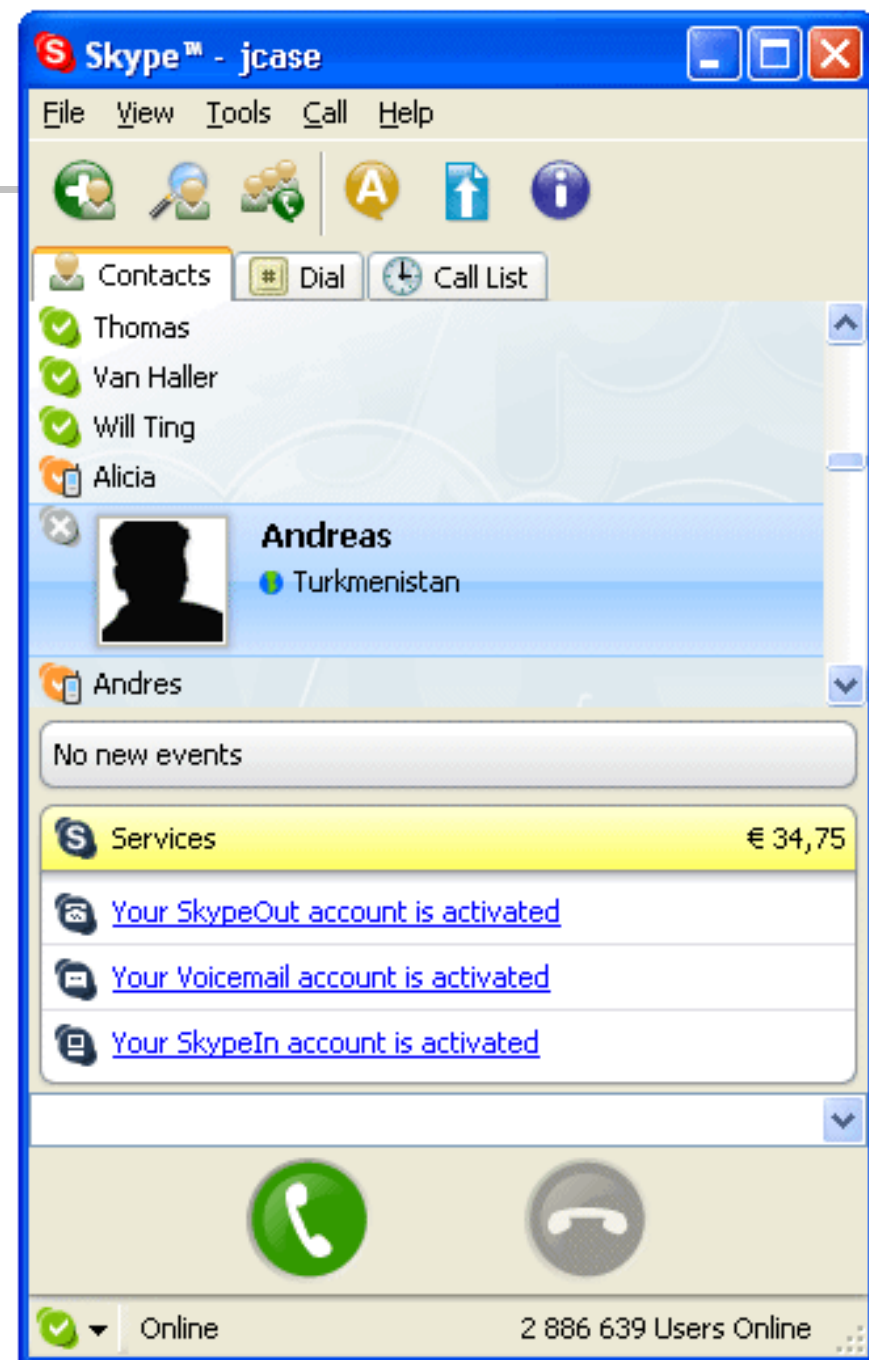 Skype™ - jcase
File View Tools Call Help
Contacts Dial Call List
Thomas
Van Haller
Will Ting
Alicia
Andreas
Turkmenistan
Andres
No new events
Services € 34,75
Your SkypeOut account is activated
Your Voicemail account is activated
Your SkypeIn account is activated
Online 2 886 639 Users Online